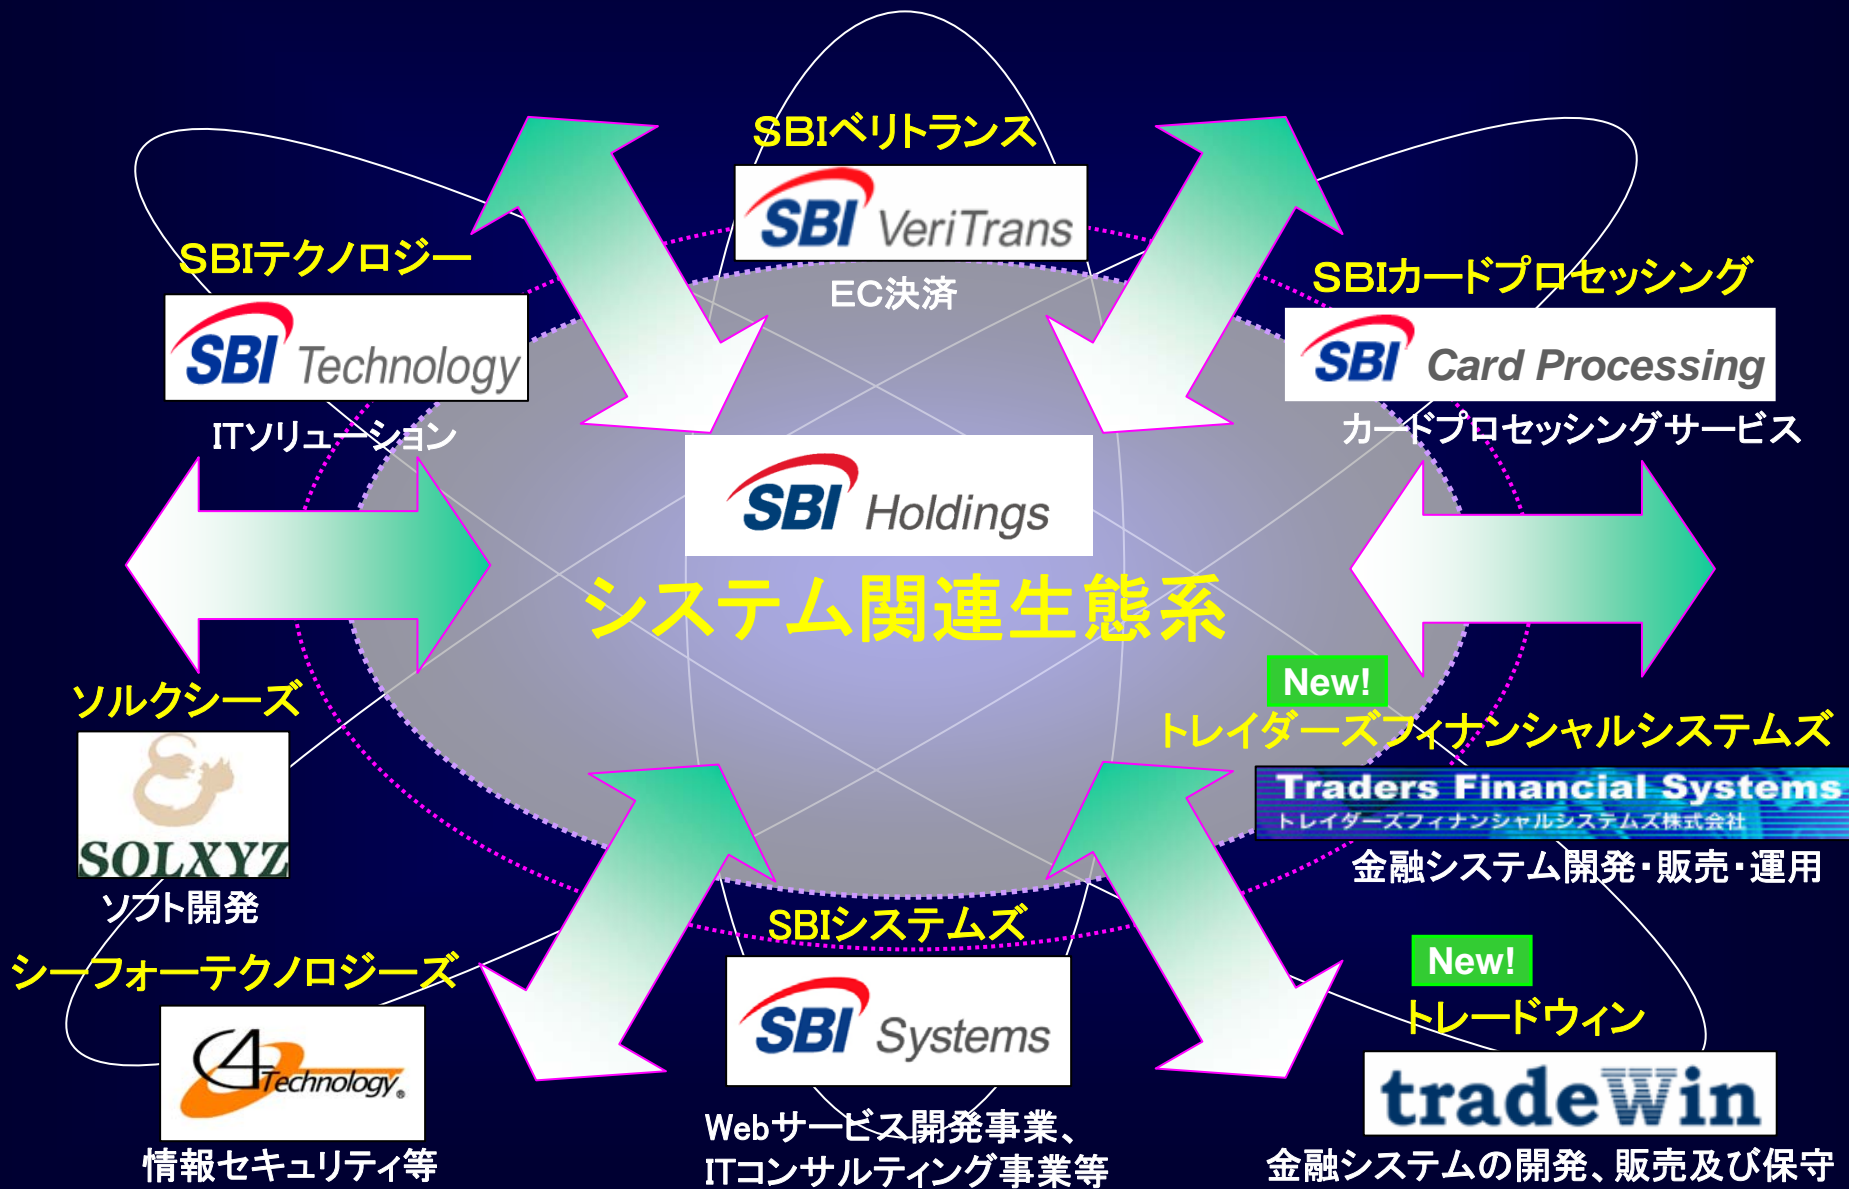 SBIベリトランス
SBI VeriTrans
EC決済
SBIテクノロジー
SBI Technology
ITソリューション
SBIカードプロセッシング
SBI Card Processing
カードプロセッシングサービス
SBI Holdings
システム関連生態系
ソルクシーズ
SOLXYZ
ソフト開発
New!
トレイダーズフィナンシャルシステムズ
Traders Financial Systems
トレイダーズフィナンシャルシステムズ株式会社
金融システム開発・販売・運用
シーフォーテクノロジーズ
C4Technology®
情報セキュリティ等
SBIシステムズ
SBI Systems
Webサービス開発事業、
ITコンサルティング事業等
New!
トレードウィン
tradeWin
金融システムの開発、販売及び保守